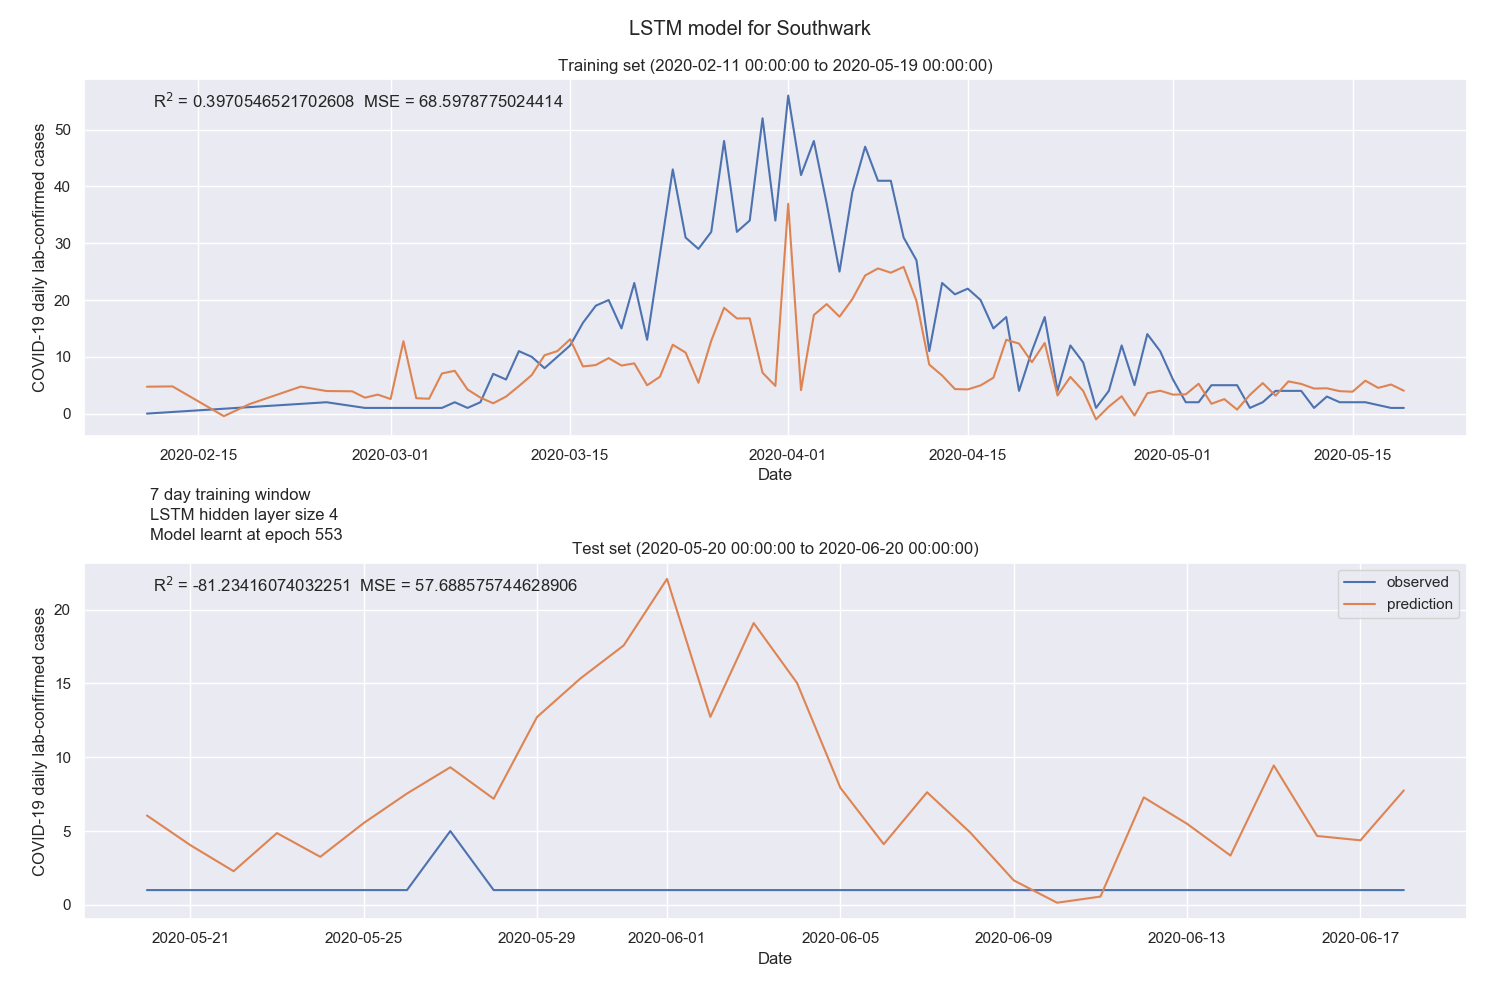 LSTM model for Southwark
Training set (2020-02-11 00:00:00 to 2020-05-19 00:00:00)
R² = 0.3970546521702608 MSE = 68.5978775024414
COVID-19 daily lab-confirmed cases
50
40
30
20
10
0
2020-02-15 2020-03-01 2020-03-15 2020-04-01 2020-04-15 2020-05-01 2020-05-15
Date
7 day training window
LSTM hidden layer size 4
Model learnt at epoch 553
Test set (2020-05-20 00:00:00 to 2020-06-20 00:00:00)
R² = -81.23416074032251 MSE = 57.688575744628906
observed
prediction
COVID-19 daily lab-confirmed cases
20
15
10
5
0
2020-05-21 2020-05-25 2020-05-29 2020-06-01 2020-06-05 2020-06-09 2020-06-13 2020-06-17
Date